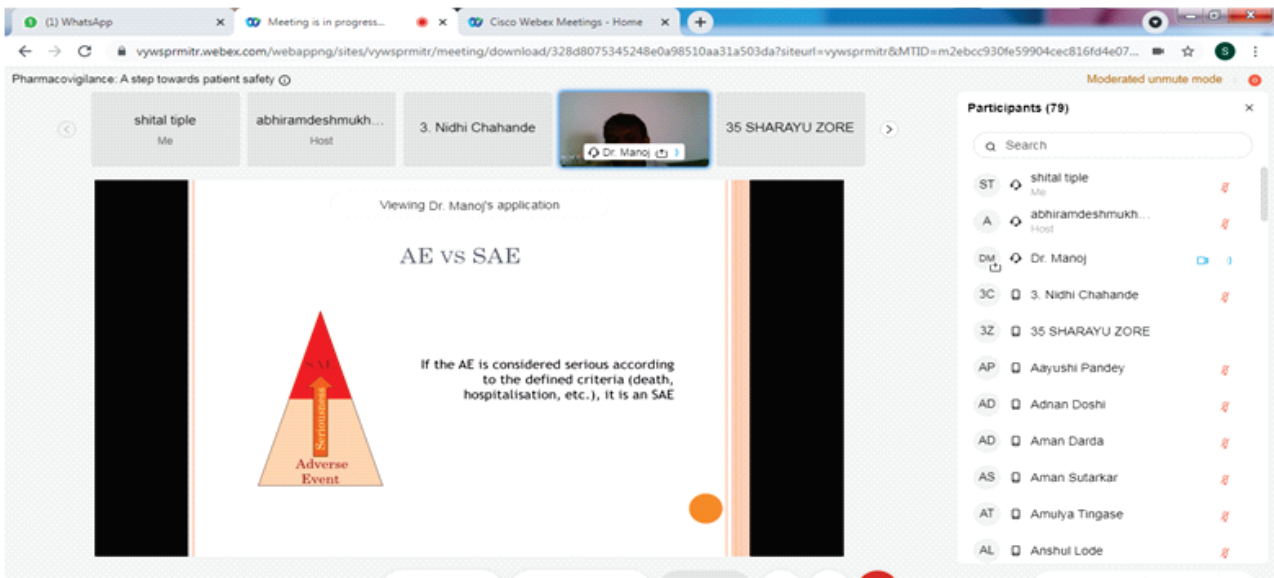 (1) WhatsApp
Meeting is in progress...
Cisco Webex Meetings - Home
vywsprmitr.webex.com/webappng/sites/vywsprmitr/meeting/download/328d8075345248e0a98510aa31a503da?siteurl=vywsprmitr&MTID=m2ebcc930fe59904cec816fd4e07...
S
Pharmacovigilance: A step towards patient safety
Moderated unmute mode
shital tiple
Me
abhiramdeshmukh...
Host
3. Nidhi Chahande
Dr. Manoj
35 SHARAYU ZORE
Viewing Dr. Manoj's application
AE vs SAE
SAE
Seriousness
Adverse
Event
If the AE is considered serious according
to the defined criteria (death,
hospitalisation, etc.), it is an SAE
Participants (79)
Search
ST shital tiple
Me
A abhiramdeshmukh...
Host
DM Dr. Manoj
3C 3. Nidhi Chahande
3Z 35 SHARAYU ZORE
AP Aayushi Pandey
AD Adnan Doshi
AD Aman Darda
AS Aman Sutarkar
AT Amulya Tingase
AL Anshul Lode